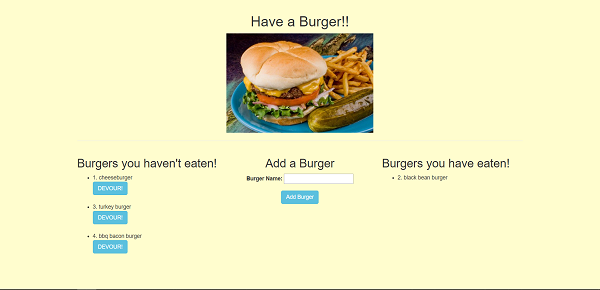 Have a Burger!!
Burgers you haven't eaten!
1. cheeseburger
DEVOUR!
3. turkey burger
DEVOUR!
4. bbq bacon burger
DEVOUR!
Add a Burger
Burger Name:
Add Burger
Burgers you have eaten!
2. black bean burger